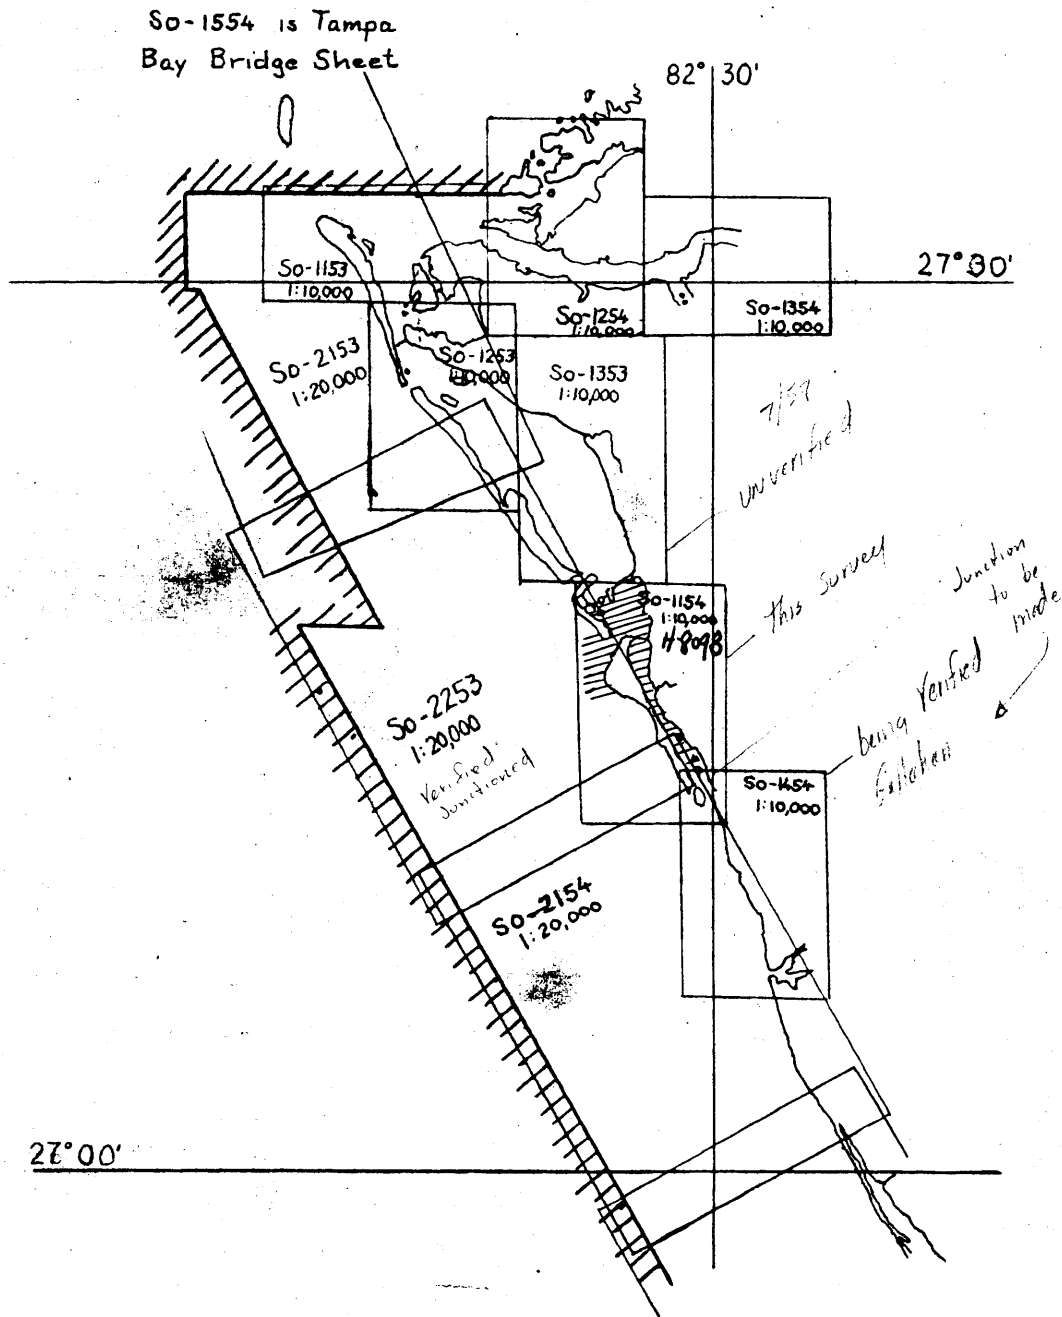 So-1554 is Tampa
Bay Bridge Sheet
82° 30'
27°30'
So-1153
1:10,000
So-1254
1:10,000
So-1354
1:10,000
So-2153
1:20,000
So-1253
1:10,000
So-1353
1:10,000
7/57
unverified
This Survey
Junction
to be
made
So-1154
1:10,000
H-8098
being Verified
So-2253
1:20,000
Verified
Junctioned
So-1454
1:10,000
So-2154
1:20,000
27°00'